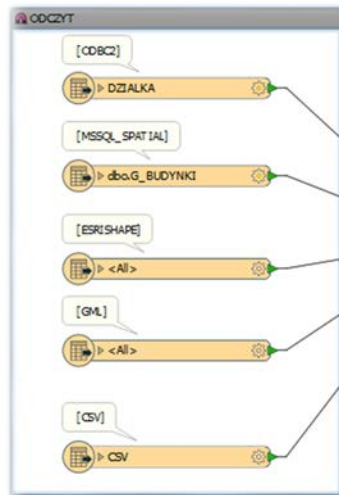 ODCZYT
[ODBC2]
DZIALKA
[MSSQL_SPATIAL]
dbo.G_BUDYNKI
[ESRISHAPE]
<All>
[GML]
<All>
[CSV]
CSV